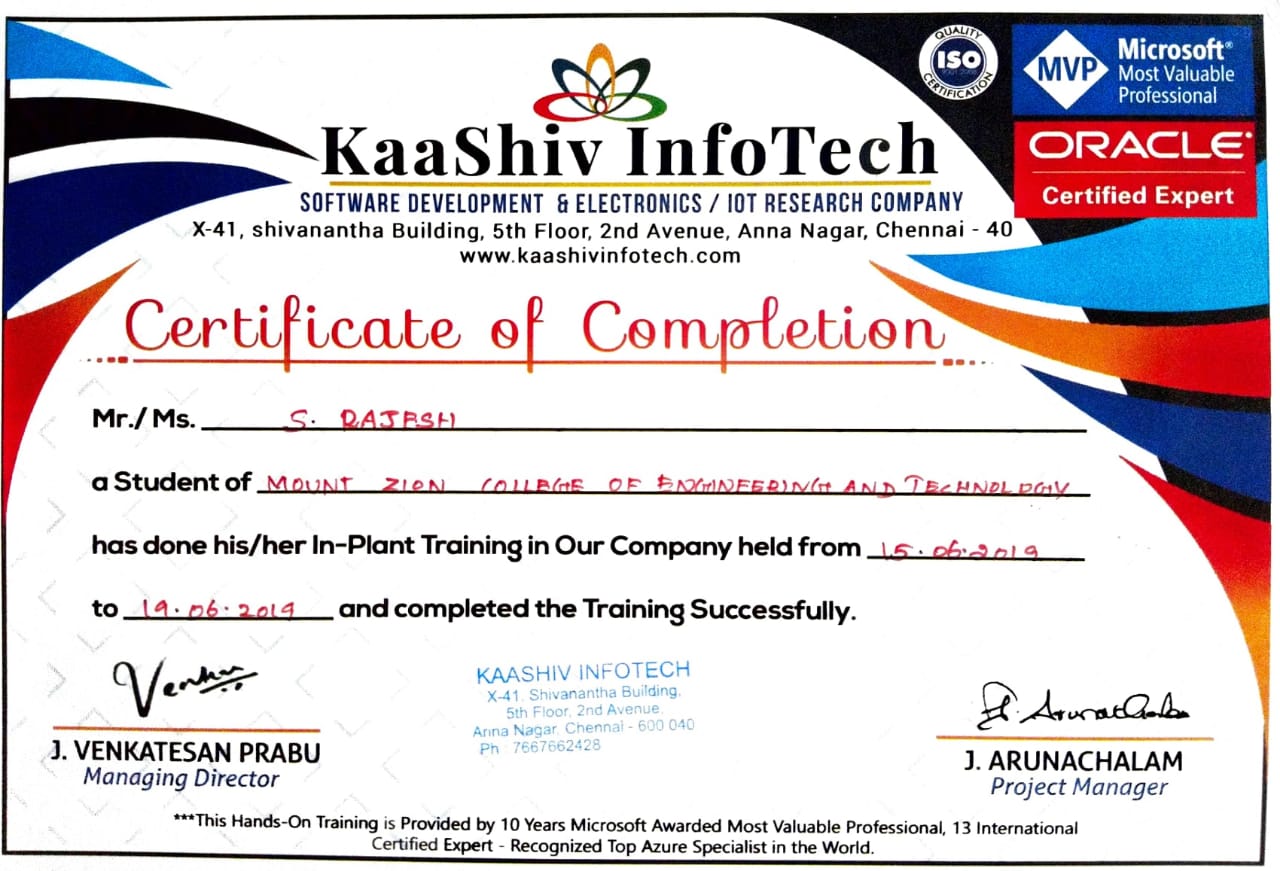 QUALITY
ISO
9001:2008
CERTIFICATION
MVP
Microsoft®
Most Valuable
Professional
ORACLE
Certified Expert
KaaShiv InfoTech
SOFTWARE DEVELOPMENT & ELECTRONICS / IOT RESEARCH COMPANY
X-41, shivanantha Building, 5th Floor, 2nd Avenue, Anna Nagar, Chennai - 40
www.kaashivinfotech.com
Certificate of Completion
Mr./ Ms. S. RAJESH
a Student of MOUNT ZION COLLEGE OF ENGINEERING AND TECHNOLOGY
has done his/her In-Plant Training in Our Company held from 15.06.2019
to 19.06.2019 and completed the Training Successfully.
Venkat
KAASHIV INFOTECH
X-41, Shivanantha Building,
5th Floor, 2nd Avenue,
Anna Nagar, Chennai - 600 040
Ph : 7667662428
J. Arunachalam
J. VENKATESAN PRABU
Managing Director
J. ARUNACHALAM
Project Manager
***This Hands-On Training is Provided by 10 Years Microsoft Awarded Most Valuable Professional, 13 International
Certified Expert - Recognized Top Azure Specialist in the World.